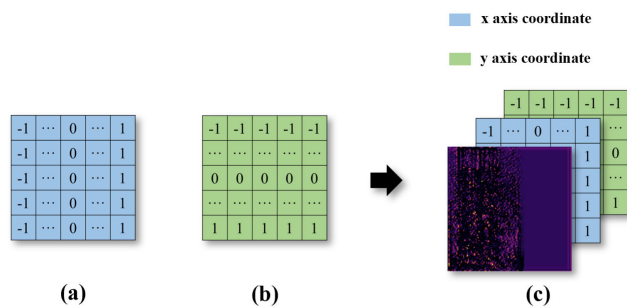 x axis coordinate
y axis coordinate
-1 ··· 0 ··· 1
-1 ··· 0 ··· 1
-1 ··· 0 ··· 1
-1 ··· 0 ··· 1
-1 ··· 0 ··· 1
(a)
-1 -1 -1 -1 -1
··· ··· ··· ··· ···
0 0 0 0 0
··· ··· ··· ··· ···
1 1 1 1 1
(b)
-1 -1 -1 -1 -1
-1 ··· 0 ··· 1 ···
1 0
1 ···
1 1
1
(c)